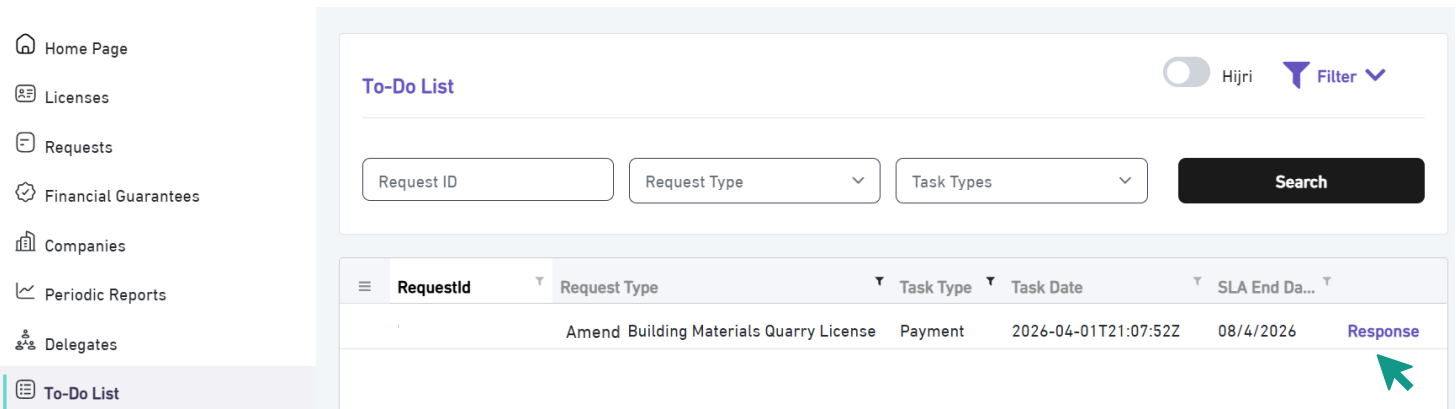 Home Page
Licenses
Requests
Financial Guarantees
Companies
Periodic Reports
Delegates
To-Do List
To-Do List
Hijri
Filter
Request ID
Request Type
Task Types
Search
RequestId Request Type Task Type Task Date SLA End Da...
Amend Building Materials Quarry License Payment 2026-04-01T21:07:52Z 08/4/2026 Response